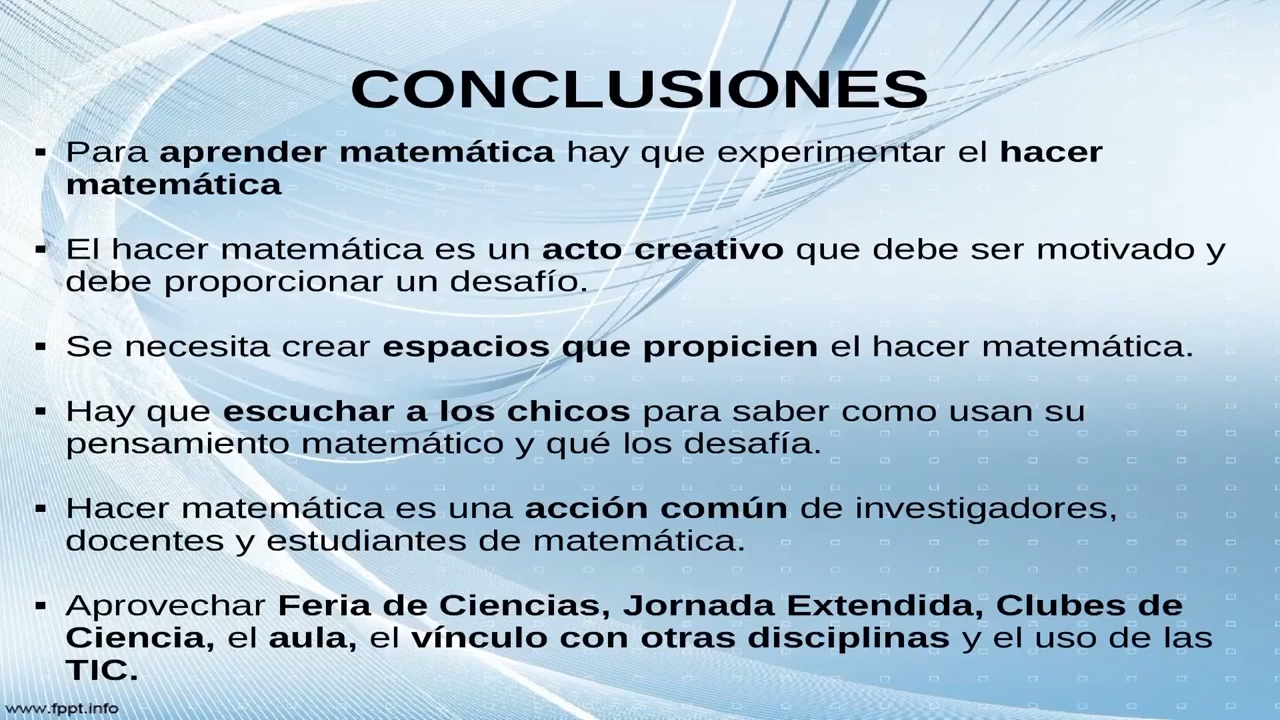 CONCLUSIONES
▪ Para aprender matemática hay que experimentar el hacer
matemática
▪ El hacer matemática es un acto creativo que debe ser motivado y
debe proporcionar un desafío.
▪ Se necesita crear espacios que propicien el hacer matemática.
▪ Hay que escuchar a los chicos para saber como usan su
pensamiento matemático y qué los desafía.
▪ Hacer matemática es una acción común de investigadores,
docentes y estudiantes de matemática.
▪ Aprovechar Feria de Ciencias, Jornada Extendida, Clubes de
Ciencia, el aula, el vínculo con otras disciplinas y el uso de las
TIC.
www.fppt.info